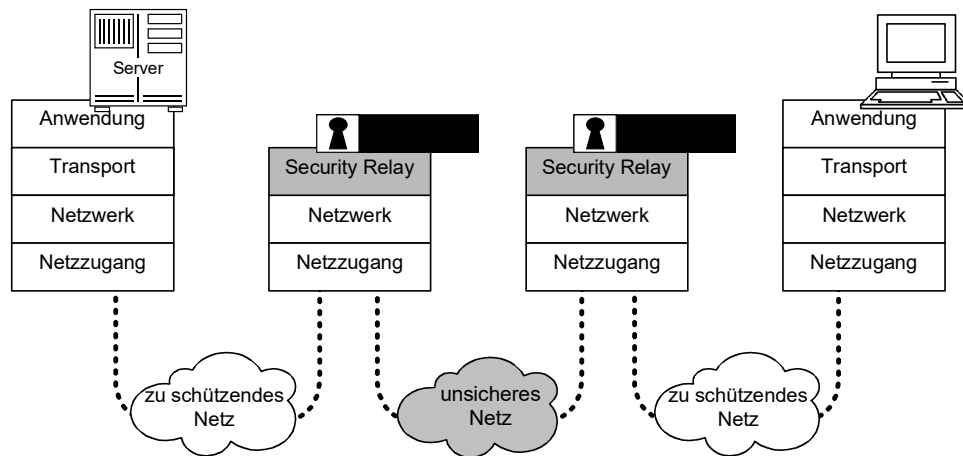 Server
Anwendung
Transport
Netzwerk
Netzzugang
Security Relay
Netzwerk
Netzzugang
Security Relay
Netzwerk
Netzzugang
Anwendung
Transport
Netzwerk
Netzzugang
zu schützendes
Netz
unsicheres
Netz
zu schützendes
Netz